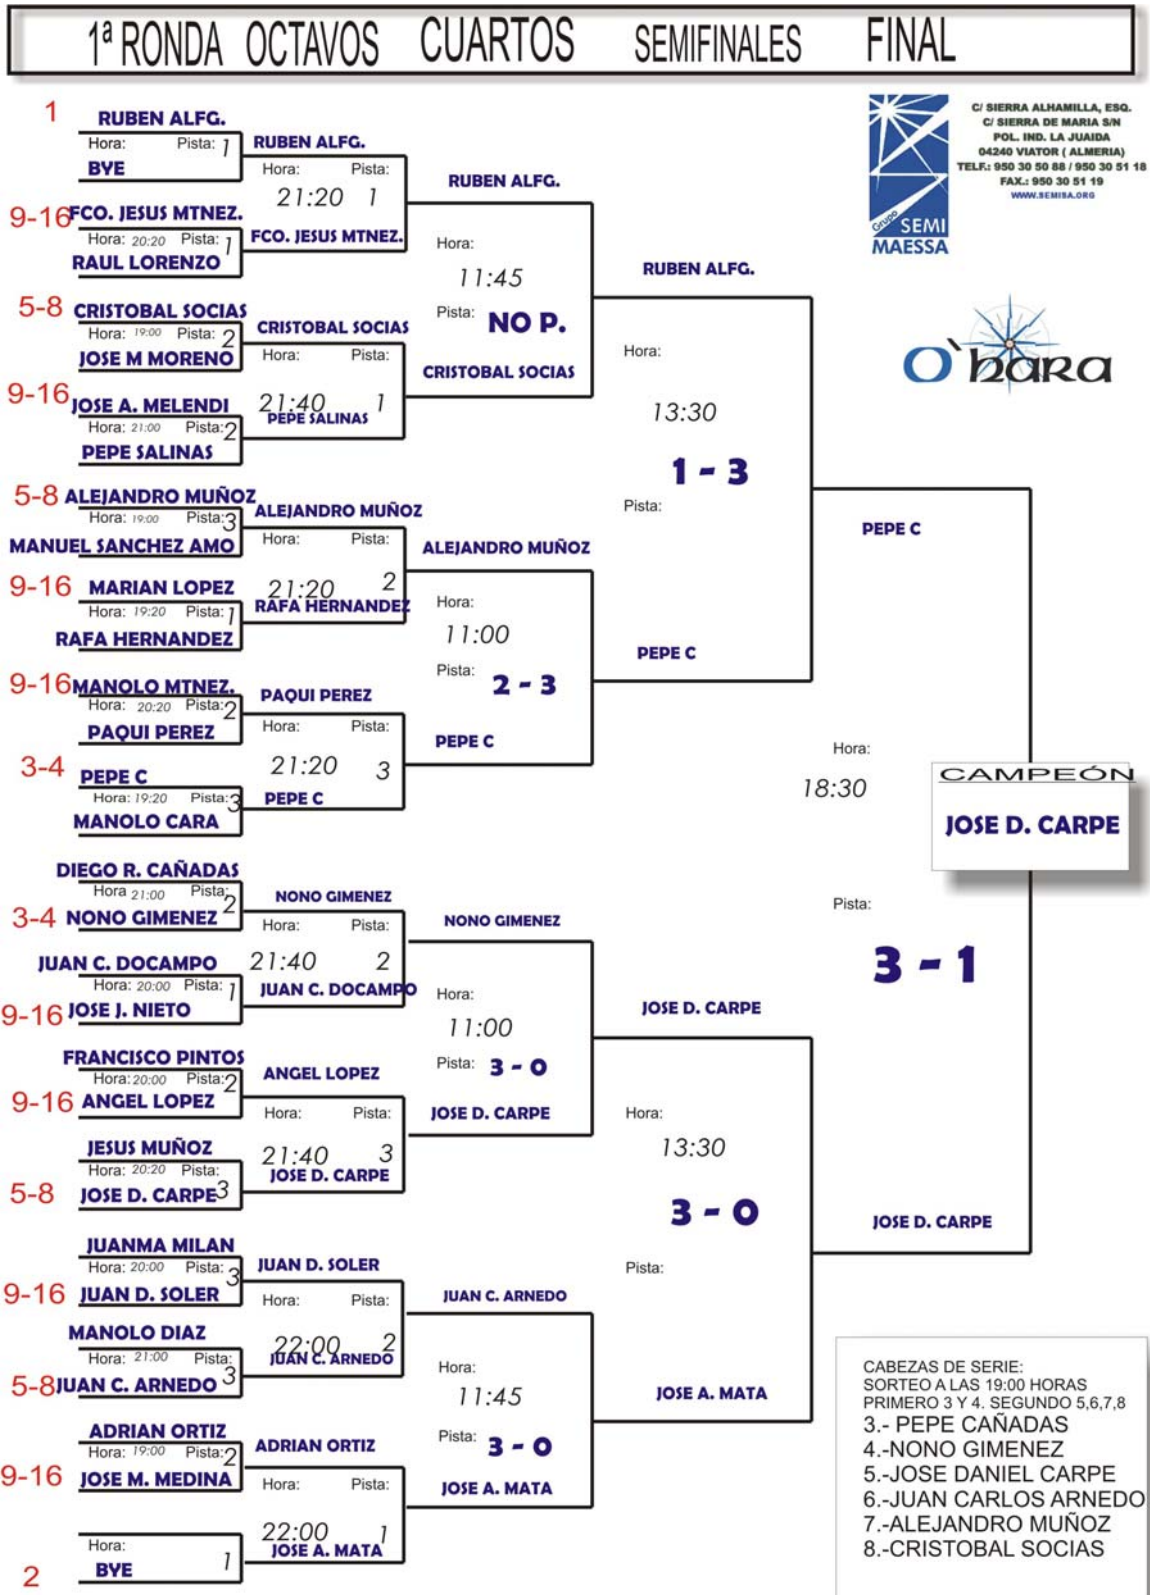 1ª RONDA OCTAVOS CUARTOS SEMIFINALES FINAL
C/ SIERRA ALHAMILLA, ESQ.
C/ SIERRA DE MARIA S/N
POL. IND. LA JUAIDA
04240 VIATOR ( ALMERIA)
TELF.: 950 30 50 88 / 950 30 51 18
FAX.: 950 30 51 19
WWW.SEMISA.ORG
Grupo SEMI
MAESSA
O`hara
1
RUBEN ALFG.
Hora: Pista: 1
BYE
9-16 FCO. JESUS MTNEZ.
Hora: 20:20 Pista: 1
RAUL LORENZO
5-8 CRISTOBAL SOCIAS
Hora: 19:00 Pista: 2
JOSE M MORENO
9-16 JOSE A. MELENDI
Hora: 21:00 Pista: 2
PEPE SALINAS
5-8 ALEJANDRO MUÑOZ
Hora: 19:00 Pista: 3
MANUEL SANCHEZ AMO
9-16 MARIAN LOPEZ
Hora: 19:20 Pista: 1
RAFA HERNANDEZ
9-16 MANOLO MTNEZ.
Hora: 20:20 Pista: 2
PAQUI PEREZ
3-4 PEPE C
Hora: 19:20 Pista: 3
MANOLO CARA
DIEGO R. CAÑADAS
Hora 21:00 Pista: 2
3-4 NONO GIMENEZ
JUAN C. DOCAMPO
Hora: 20:00 Pista: 1
9-16 JOSE J. NIETO
FRANCISCO PINTOS
Hora: 20:00 Pista: 2
9-16 ANGEL LOPEZ
JESUS MUÑOZ
Hora: 20:20 Pista: 3
5-8 JOSE D. CARPE
JUANMA MILAN
Hora: 20:00 Pista: 3
9-16 JUAN D. SOLER
MANOLO DIAZ
Hora: 21:00 Pista: 3
5-8 JUAN C. ARNEDO
ADRIAN ORTIZ
Hora: 19:00 Pista: 2
9-16 JOSE M. MEDINA
Hora: 1
BYE
2
RUBEN ALFG.
Hora: Pista:
21:20 1
FCO. JESUS MTNEZ.
CRISTOBAL SOCIAS
Hora: Pista:
21:40 1
PEPE SALINAS
ALEJANDRO MUÑOZ
Hora: Pista:
21:20 2
RAFA HERNANDEZ
PAQUI PEREZ
Hora: Pista:
21:20 3
PEPE C
NONO GIMENEZ
Hora: Pista:
21:40 2
JUAN C. DOCAMPO
ANGEL LOPEZ
Hora: Pista:
21:40 3
JOSE D. CARPE
JUAN D. SOLER
Hora: Pista:
22:00 2
JUAN C. ARNEDO
ADRIAN ORTIZ
Hora: Pista:
22:00 1
JOSE A. MATA
RUBEN ALFG.
Hora:
11:45
Pista: NO P.
CRISTOBAL SOCIAS
ALEJANDRO MUÑOZ
Hora:
11:00
Pista: 2 - 3
PEPE C
NONO GIMENEZ
Hora:
11:00
Pista: 3 - 0
JOSE D. CARPE
JUAN C. ARNEDO
Hora:
11:45
Pista: 3 - 0
JOSE A. MATA
RUBEN ALFG.
Hora:
13:30
1 - 3
Pista:
PEPE C
JOSE D. CARPE
Hora:
13:30
3 - 0
Pista:
JOSE A. MATA
PEPE C
Hora:
18:30
CAMPEÓN
JOSE D. CARPE
Pista:
3 - 1
JOSE D. CARPE
CABEZAS DE SERIE:
SORTEO A LAS 19:00 HORAS
PRIMERO 3 Y 4. SEGUNDO 5,6,7,8
3.- PEPE CAÑADAS
4.-NONO GIMENEZ
5.-JOSE DANIEL CARPE
6.-JUAN CARLOS ARNEDO
7.-ALEJANDRO MUÑOZ
8.-CRISTOBAL SOCIAS